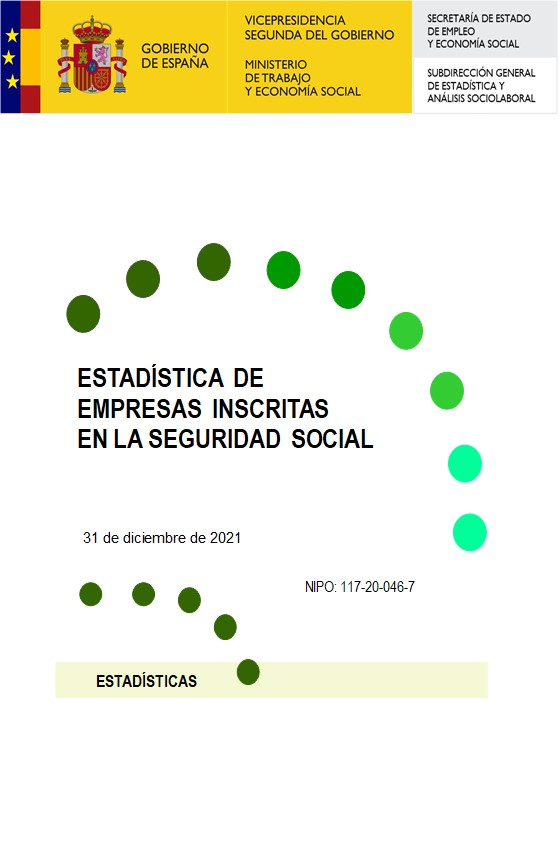 GOBIERNO
DE ESPAÑA
VICEPRESIDENCIA
SEGUNDA DEL GOBIERNO
MINISTERIO
DE TRABAJO
Y ECONOMÍA SOCIAL
SECRETARÍA DE ESTADO
DE EMPLEO
Y ECONOMÍA SOCIAL
SUBDIRECCIÓN GENERAL
DE ESTADÍSTICA Y
ANÁLISIS SOCIOLABORAL
ESTADÍSTICA DE
EMPRESAS INSCRITAS
EN LA SEGURIDAD SOCIAL
31 de diciembre de 2021
NIPO: 117-20-046-7
ESTADÍSTICAS